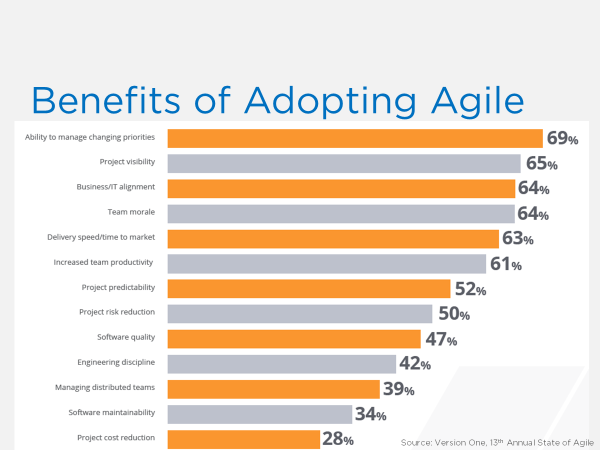 Benefits of Adopting Agile
Ability to manage changing priorities 69%
Project visibility 65%
Business/IT alignment 64%
Team morale 64%
Delivery speed/time to market 63%
Increased team productivity 61%
Project predictability 52%
Project risk reduction 50%
Software quality 47%
Engineering discipline 42%
Managing distributed teams 39%
Software maintainability 34%
Project cost reduction 28%
Source: Version One, 13th Annual State of Agile